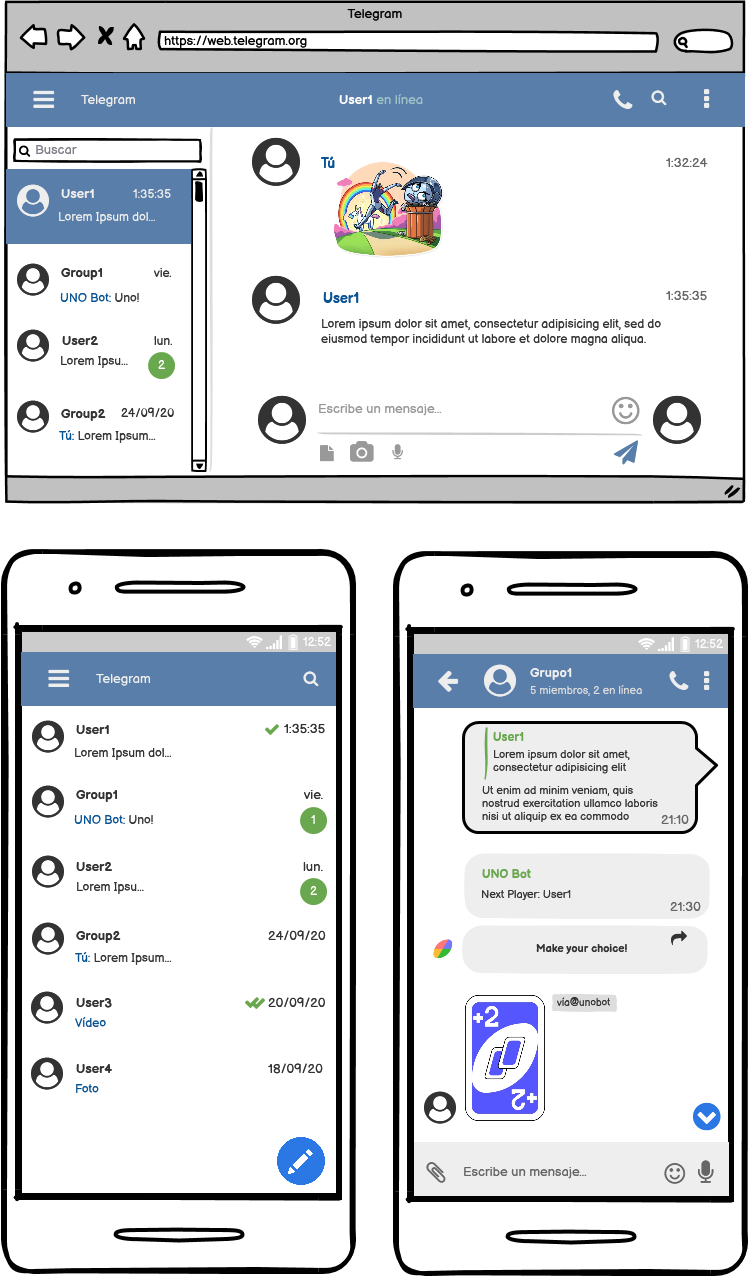 Telegram
https://web.telegram.org
Telegram
User1 en línea
Buscar
User1 1:35:35
Lorem Ipsum dol...
Group1 vie.
UNO Bot: Uno!
User2 lun.
Lorem Ipsu... 2
Group2 24/09/20
Tú: Lorem Ipsum...
Tú 1:32:24
User1 1:35:35
Lorem ipsum dolor sit amet, consectetur adipisicing elit, sed do
eiusmod tempor incididunt ut labore et dolore magna aliqua.
Escribe un mensaje...
12:52
Telegram
User1 1:35:35
Lorem Ipsum dol...
Group1 vie.
UNO Bot: Uno! 1
User2 lun.
Lorem Ipsu... 2
Group2 24/09/20
Tú: Lorem Ipsum...
User3 20/09/20
Vídeo
User4 18/09/20
Foto
12:52
Grupo1
5 miembros, 2 en línea
User1
Lorem ipsum dolor sit amet,
consectetur adipisicing elit
Ut enim ad minim veniam, quis
nostrud exercitation ullamco laboris
nisi ut aliquip ex ea commodo 21:10
UNO Bot
Next Player: User1
21:30
Make your choice!
vía@unobot
+2
+2
Escribe un mensaje...